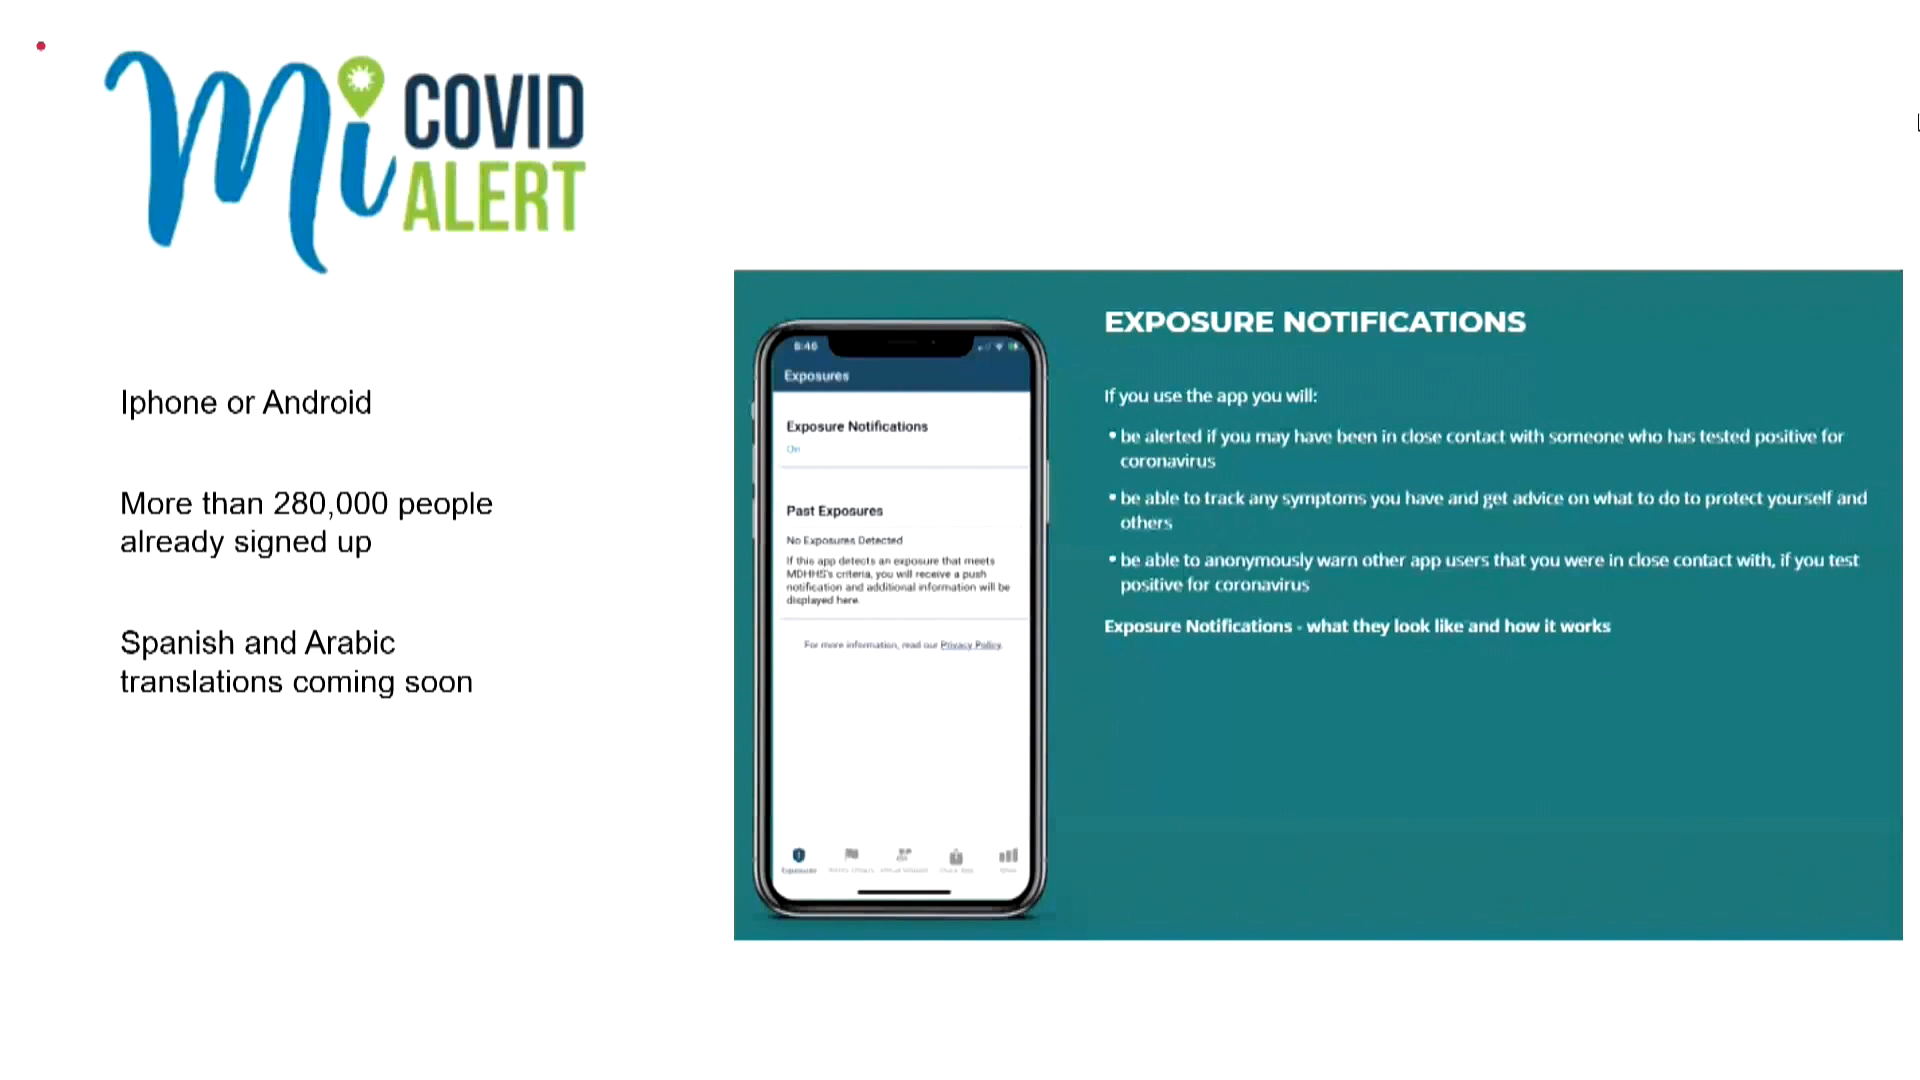 Mi COVID
ALERT
Iphone or Android
More than 280,000 people
already signed up
Spanish and Arabic
translations coming soon
8:46
Exposures
Exposure Notifications
On
Past Exposures
No Exposures Detected
If this app detects an exposure that meets
MDHHS's criteria, you will receive a push
notification and additional information will be
displayed here.
For more information, read our Privacy Policy.
Exposures
EXPOSURE NOTIFICATIONS
If you use the app you will:
• be alerted if you may have been in close contact with someone who has tested positive for
coronavirus
• be able to track any symptoms you have and get advice on what to do to protect yourself and
others
• be able to anonymously warn other app users that you were in close contact with, if you test
positive for coronavirus
Exposure Notifications - what they look like and how it works